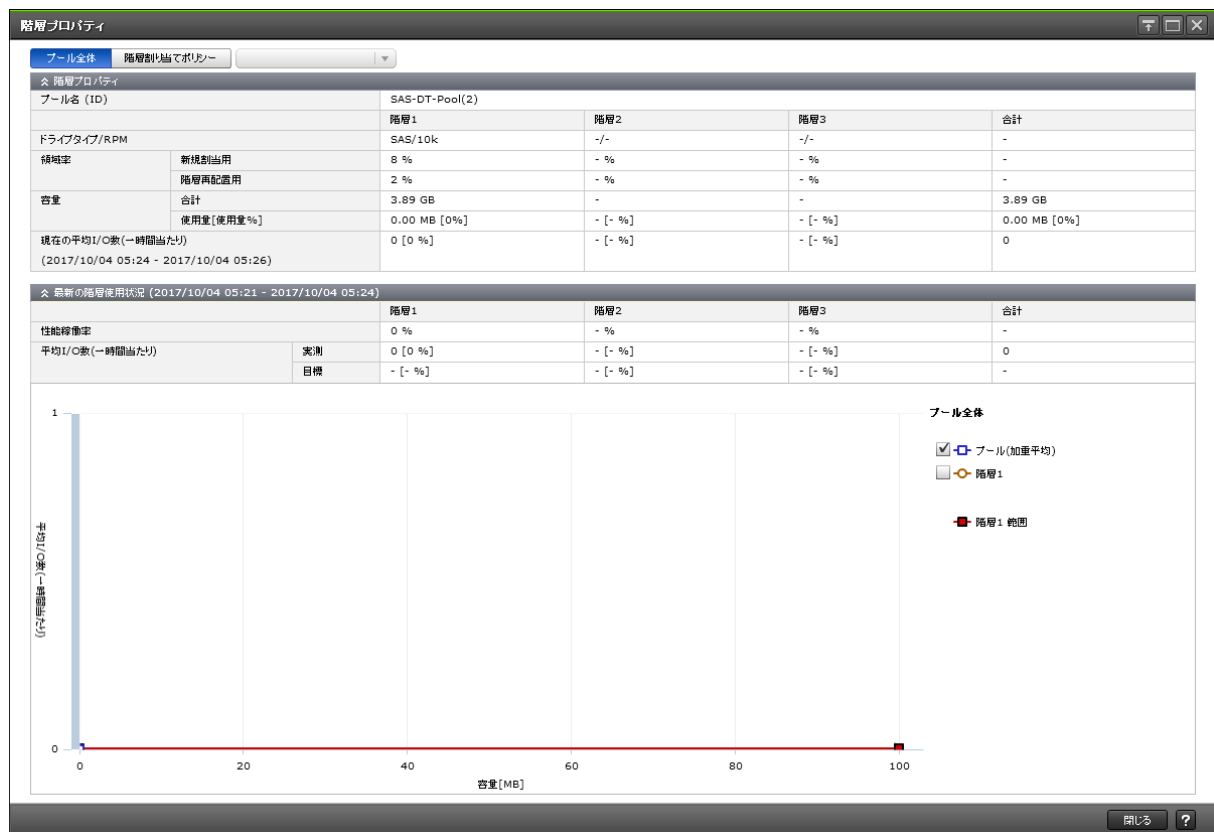 階層プロパティ
プール全体 階層割り当てポリシー
階層プロパティ
プール名 (ID) SAS-DT-Pool(2)
階層1 階層2 階層3 合計
ドライブタイプ/RPM SAS/10k -/- -/- -
領域率 新規割当用 8 % - % - % -
階層再配置用 2 % - % - % -
容量 合計 3.89 GB - - 3.89 GB
使用量[使用量%] 0.00 MB [0%] - [- %] - [- %] 0.00 MB [0%]
現在の平均I/O数(一時間当たり) 0 [0 %] - [- %] - [- %] 0
(2017/10/04 05:24 - 2017/10/04 05:26)
最新の階層使用状況 (2017/10/04 05:21 - 2017/10/04 05:24)
階層1 階層2 階層3 合計
性能稼働率 0 % - % - % -
平均I/O数(一時間当たり) 実測 0 [0 %] - [- %] - [- %] 0
目標 - [- %] - [- %] - [- %] -
プール全体
プール(加重平均)
階層1
階層1 範囲
1
平均I/O数(一時間当たり)
0
0 20 40 60 80 100
容量[MB]
閉じる ?